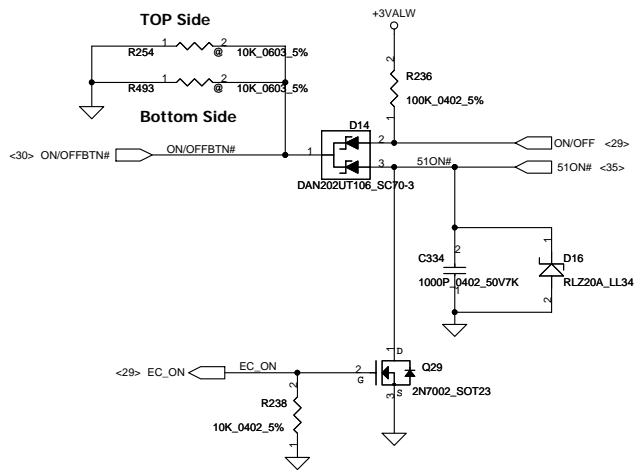 TOP Side
+3VALW
1
2
R254
@
10K_0603_5%
1
2
R493
@
10K_0603_5%
Bottom Side
2
R236
100K_0402_5%
1
D14
<30> ON/OFFBTN#
ON/OFFBTN#
1
2
ON/OFF <29>
3
51ON#
51ON# <35>
DAN202UT106_SC70-3
C334
2
1000P_0402_50V7K
1
1
D16
RLZ20A_LL34
2
<29> EC_ON
EC_ON
2
G
1
D
Q29
S
3
2N7002_SOT23
2
R238
10K_0402_5%
1